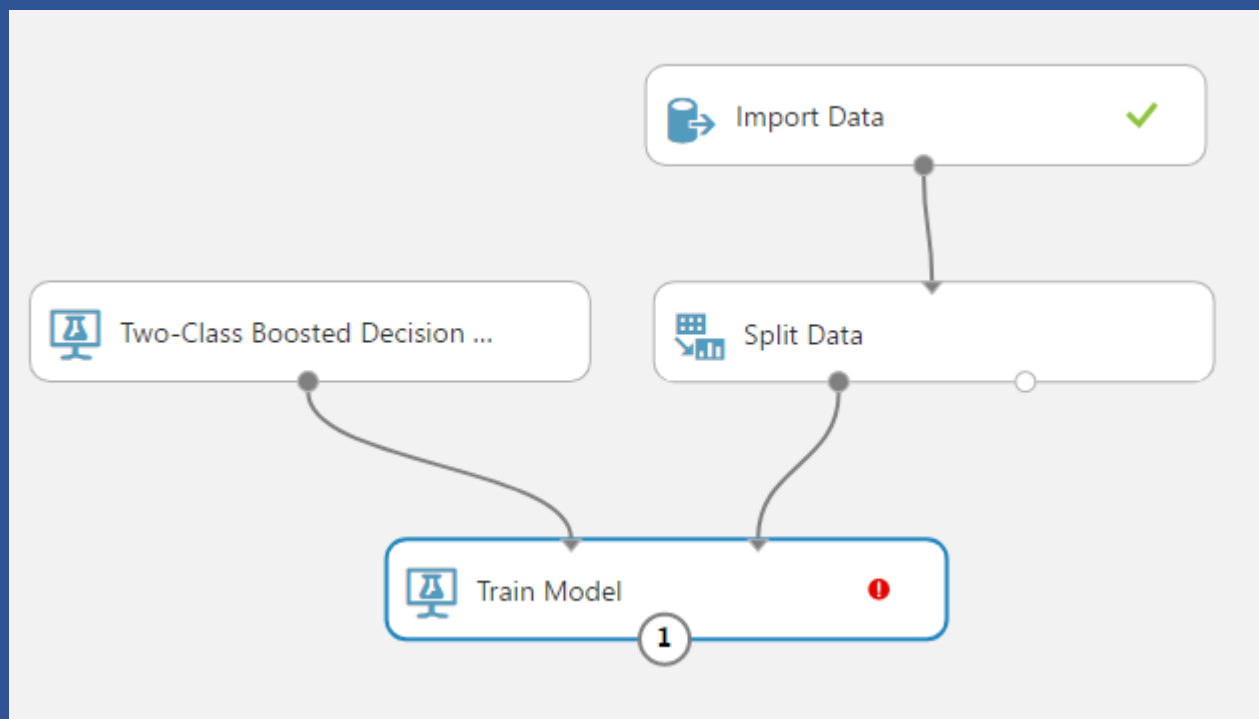 Import Data
Two-Class Boosted Decision ...
Split Data
Train Model
1